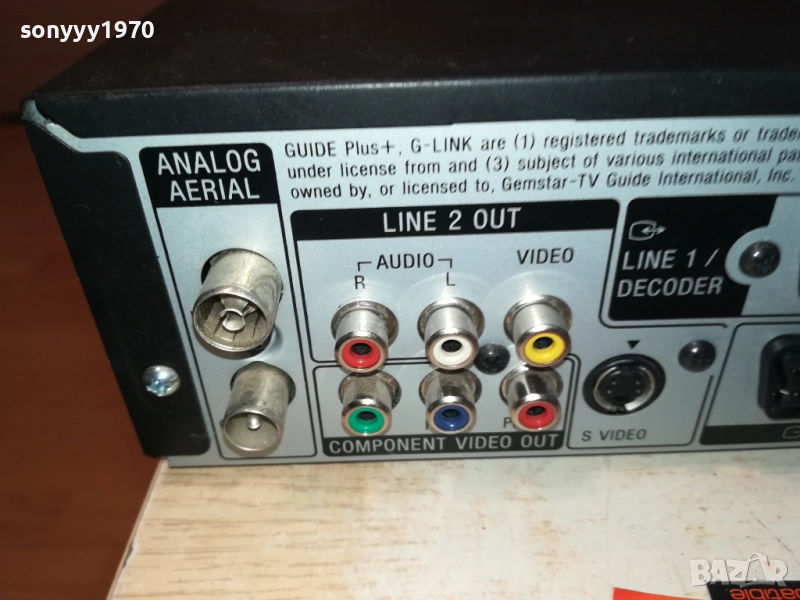 sonyyy1970
GUIDE Plus+, G-LINK are (1) registered trademarks or
under license from and (3) subject of various international
owned by, or licensed to, Gemstar-TV Guide International, Inc.
ANALOG
AERIAL
LINE 2 OUT
AUDIO
VIDEO
R
L
LINE 1 /
DECODER
COMPONENT VIDEO OUT
S VIDEO
BAZAR